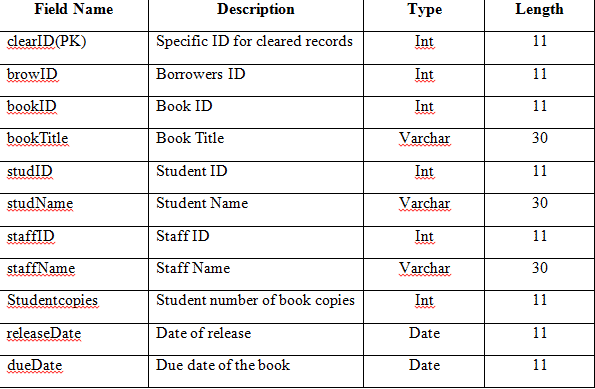 Field Name Description Type Length
clearID(PK) Specific ID for cleared records Int 11
browID Borrowers ID Int 11
bookID Book ID Int 11
bookTitle Book Title Varchar 30
studID Student ID Int 11
studName Student Name Varchar 30
staffID Staff ID Int 11
staffName Staff Name Varchar 30
Studentcopies Student number of book copies Int 11
releaseDate Date of release Date 11
dueDate Due date of the book Date 11